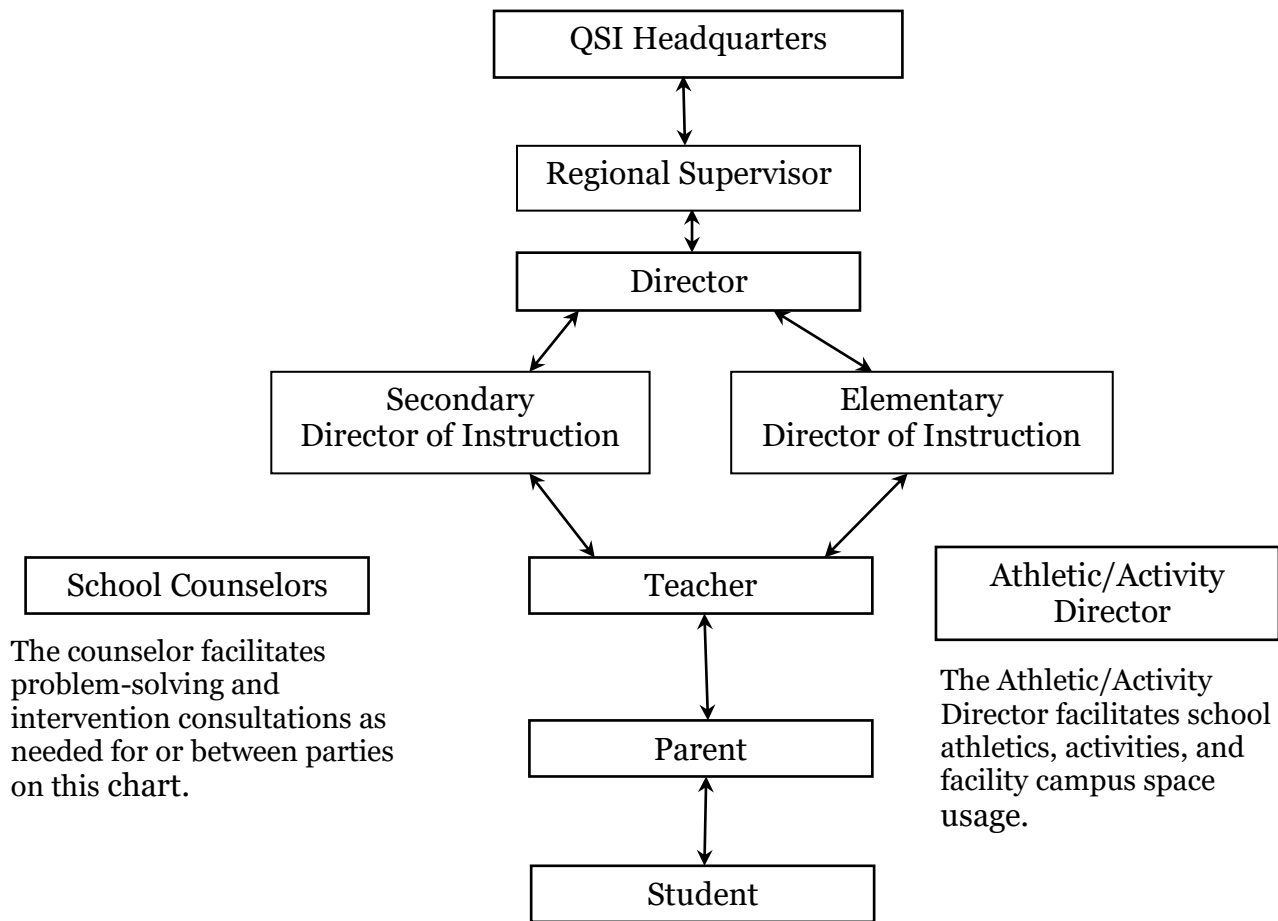 QSI Headquarters
Regional Supervisor
Director
Secondary
Director of Instruction
Elementary
Director of Instruction
School Counselors
The counselor facilitates
problem-solving and
intervention consultations as
needed for or between parties
on this chart.
Teacher
Athletic/Activity
Director
The Athletic/Activity
Director facilitates school
athletics, activities, and
facility campus space
usage.
Parent
Student